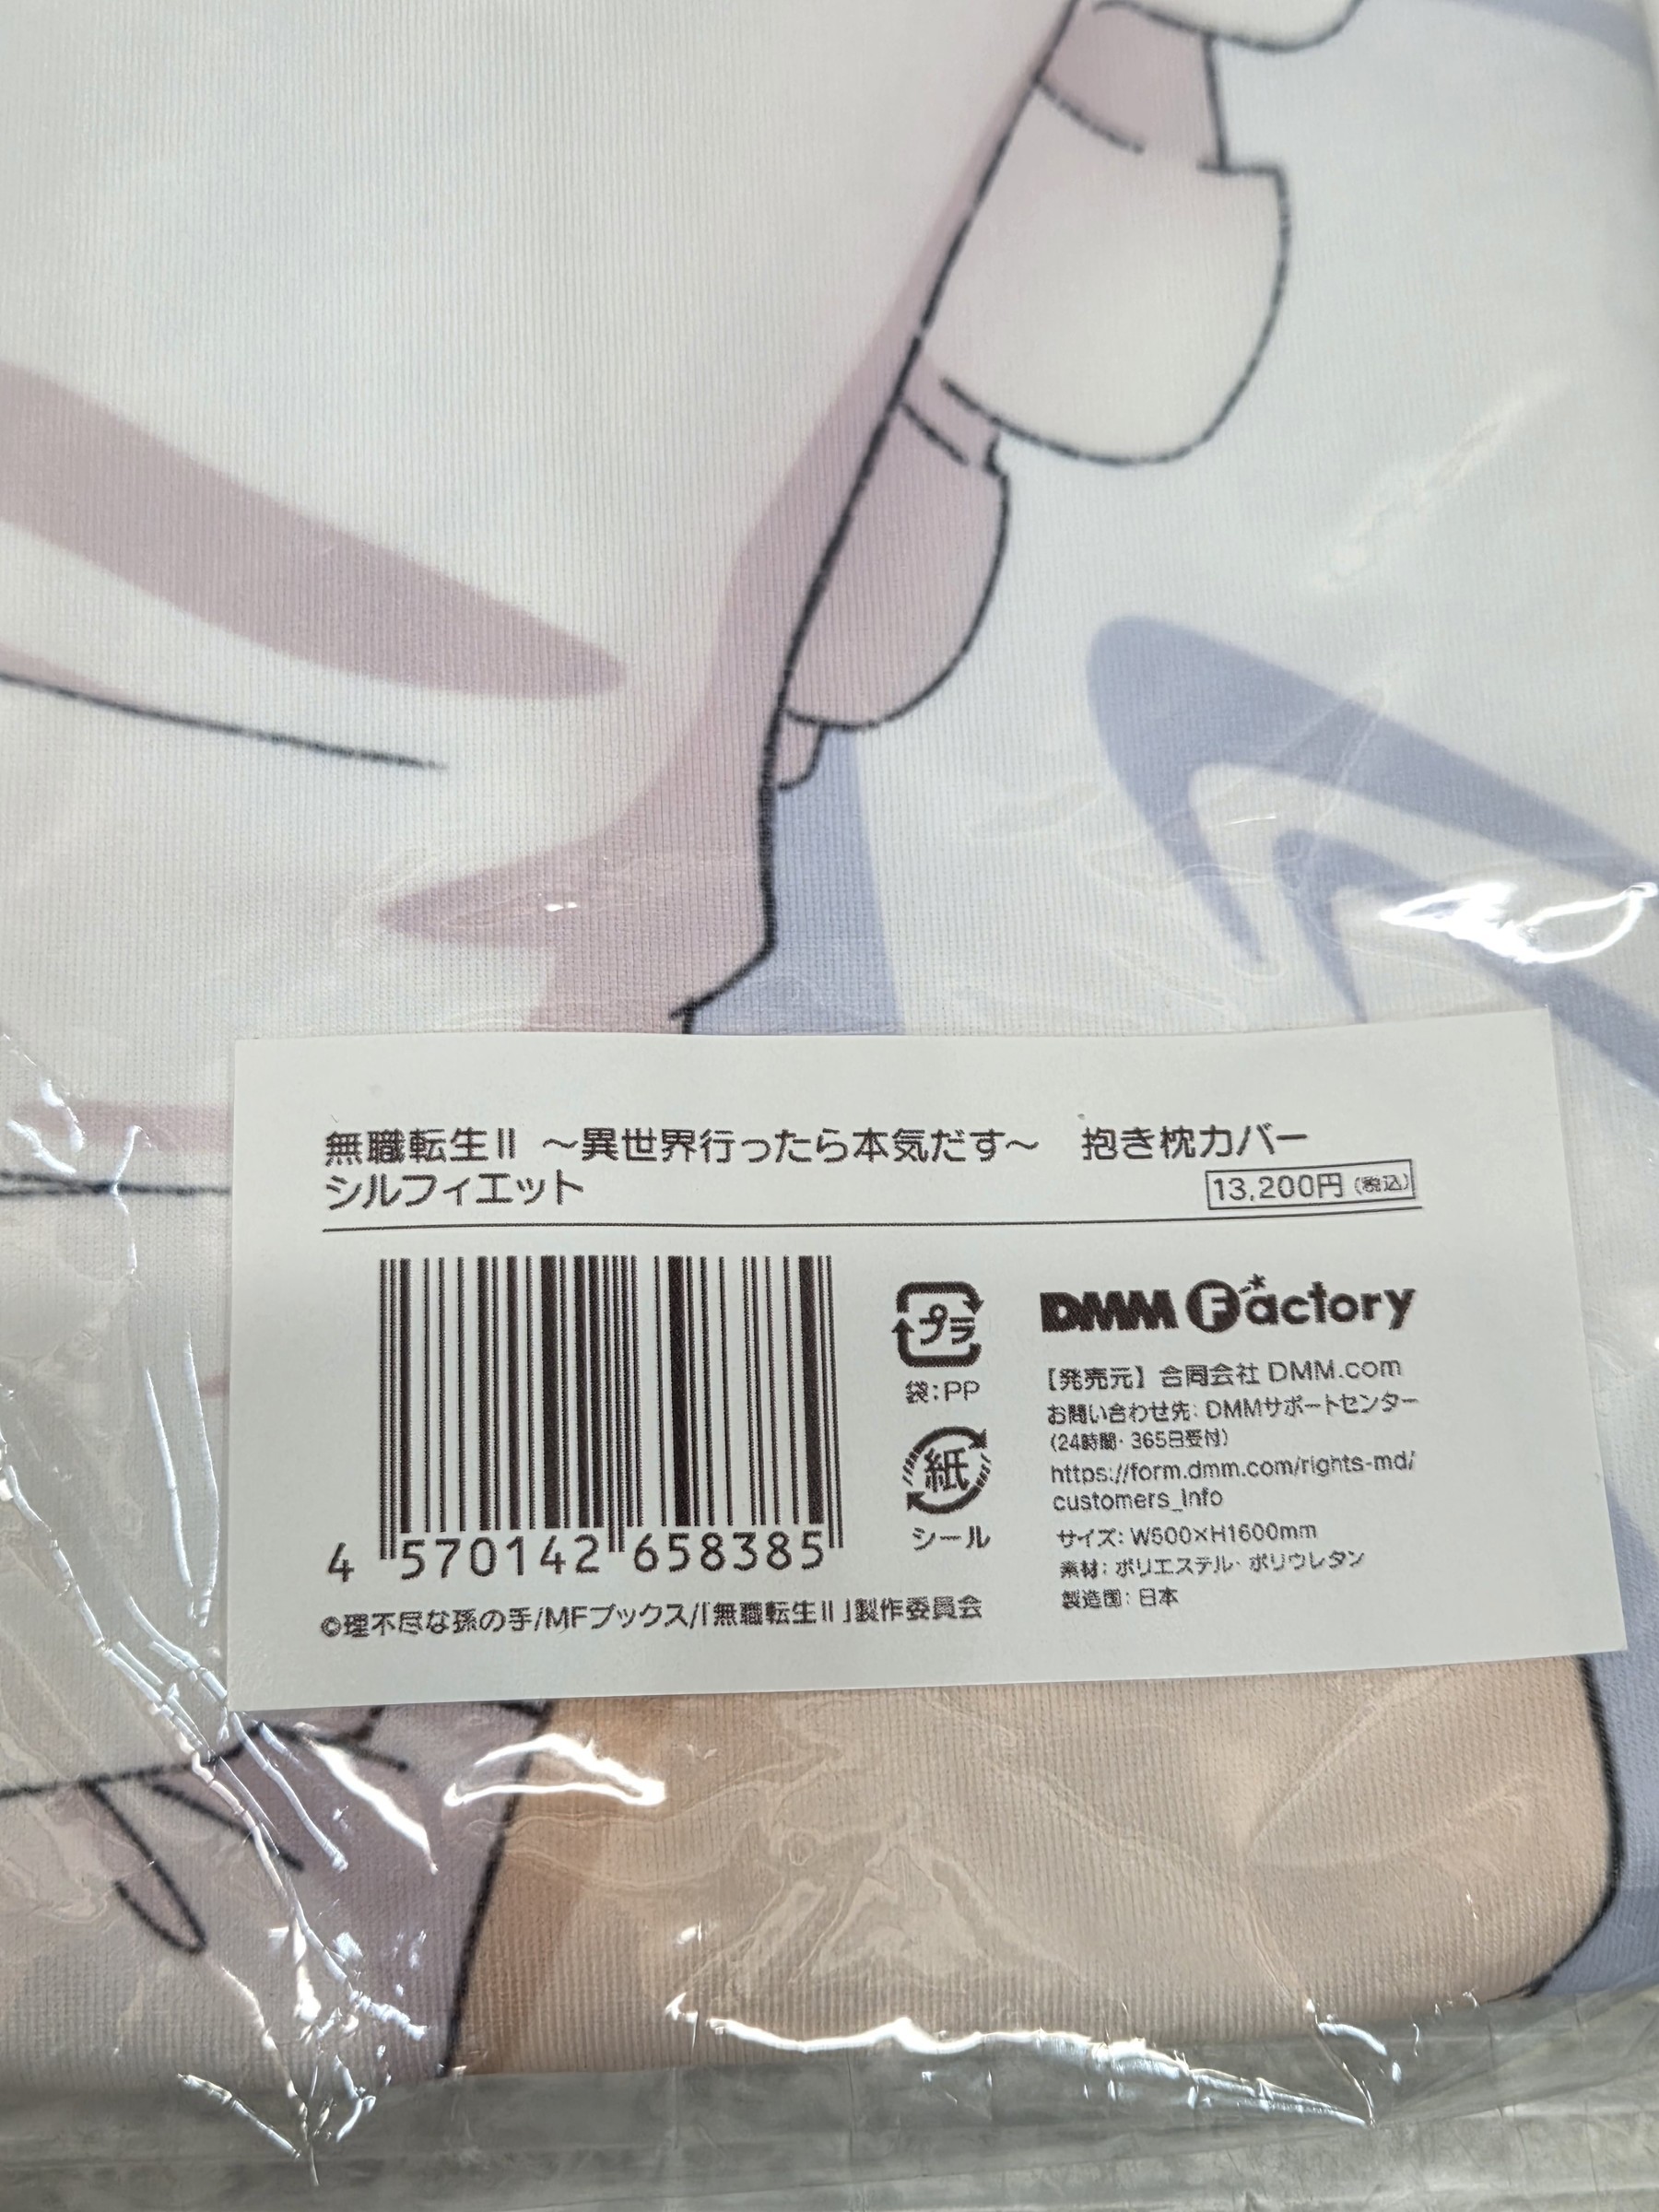 無職転生Ⅱ ～異世界行ったら本気だす～　抱き枕カバー
シルフィエット
13,200円(税込)
4 570142 658385
プラ
袋:PP
紙
シール
DMM Factory
【発売元】合同会社 DMM.com
お問い合わせ先: DMMサポートセンター
(24時間・365日受付)
https://form.dmm.com/rights-md/
customers_info
サイズ: W500×H1600mm
素材: ポリエステル・ポリウレタン
製造国: 日本
©理不尽な孫の手/MFブックス/「無職転生Ⅱ」製作委員会